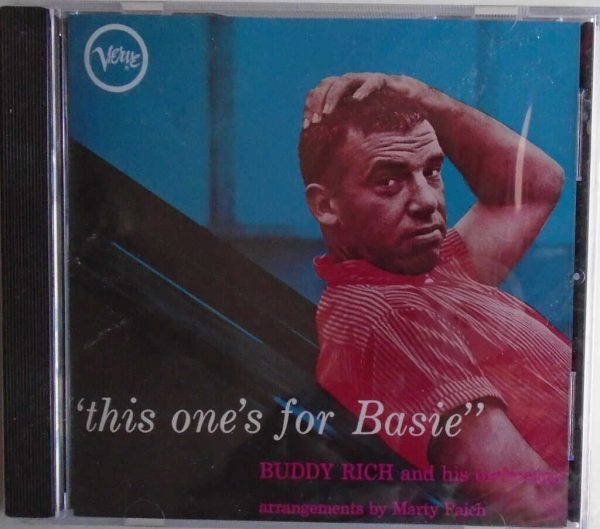 Verve
"this one's for Basie"
BUDDY RICH and his
arrangements by Marty Paich